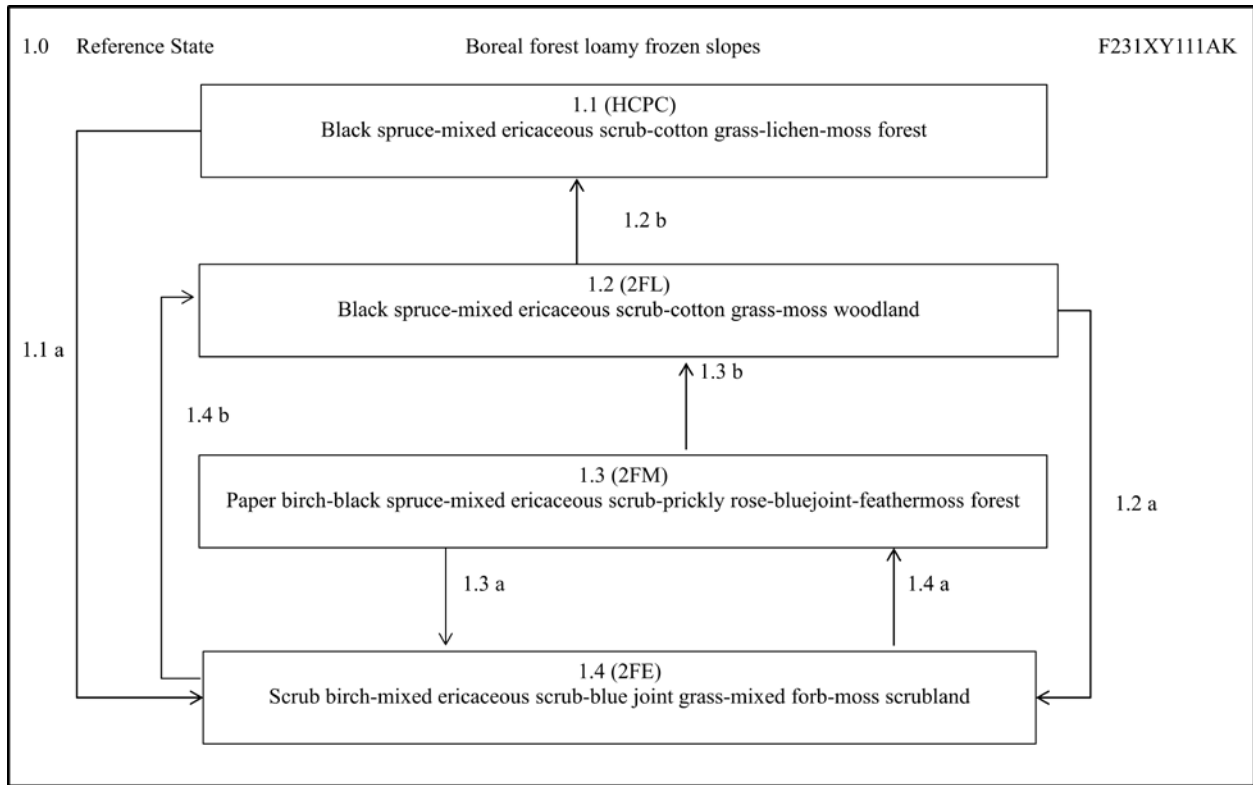 1.0 Reference State Boreal forest loamy frozen slopes F231XY111AK
1.1 (HCPC)
Black spruce-mixed ericaceous scrub-cotton grass-lichen-moss forest
1.2 b
1.2 (2FL)
Black spruce-mixed ericaceous scrub-cotton grass-moss woodland
1.1 a
1.3 b
1.4 b
1.3 (2FM)
Paper birch-black spruce-mixed ericaceous scrub-prickly rose-bluejoint-feathermoss forest
1.2 a
1.3 a
1.4 a
1.4 (2FE)
Scrub birch-mixed ericaceous scrub-blue joint grass-mixed forb-moss scrubland